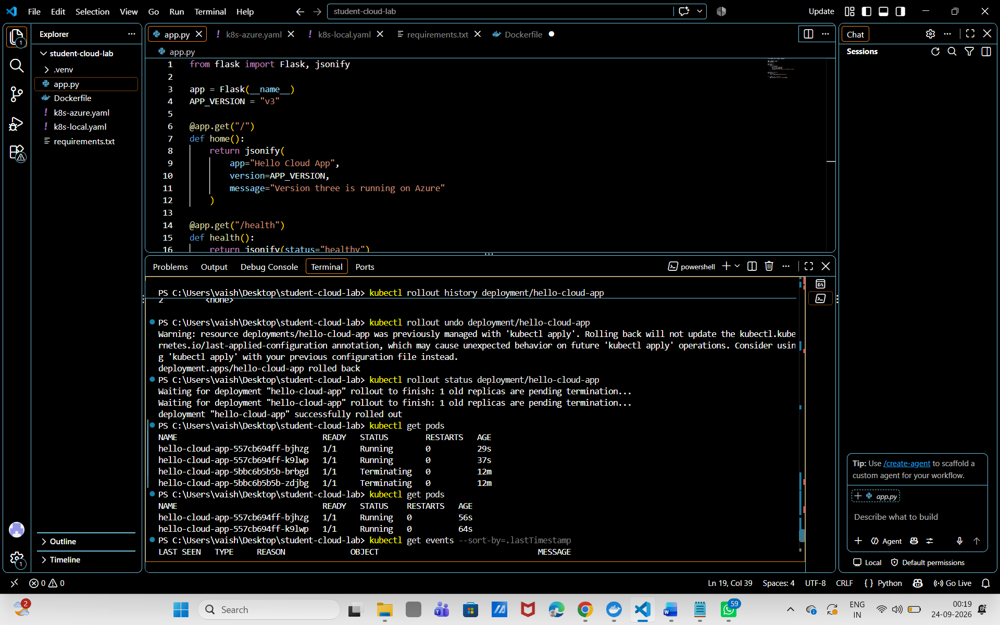 File Edit Selection View Go Run Terminal Help
student-cloud-lab
Update
Explorer
student-cloud-lab
.venv
app.py
Dockerfile
k8s-azure.yaml
k8s-local.yaml
requirements.txt
Outline
Timeline
app.py
k8s-azure.yaml
k8s-local.yaml
requirements.txt
Dockerfile
app.py
1 from flask import Flask, jsonify
2
3 app = Flask(__name__)
4 APP_VERSION = "v3"
5
6 @app.get("/")
7 def home():
8 return jsonify(
9 app="Hello Cloud App",
10 version=APP_VERSION,
11 message="Version three is running on Azure"
12 )
13
14 @app.get("/health")
15 def health():
16 return jsonify(status="healthy")
Problems Output Debug Console Terminal Ports
powershell
PS C:\Users\vaish\Desktop\student-cloud-lab> kubectl rollout history deployment/hello-cloud-app
2 <none>
PS C:\Users\vaish\Desktop\student-cloud-lab> kubectl rollout undo deployment/hello-cloud-app
Warning: resource deployments/hello-cloud-app was previously managed with 'kubectl apply'. Rolling back will not update the kubectl.kube
rnetes.io/last-applied-configuration annotation, which may cause unexpected behavior on future 'kubectl apply' operations. Consider usin
g 'kubectl apply' with your previous configuration file instead.
deployment.apps/hello-cloud-app rolled back
PS C:\Users\vaish\Desktop\student-cloud-lab> kubectl rollout status deployment/hello-cloud-app
Waiting for deployment "hello-cloud-app" rollout to finish: 1 old replicas are pending termination...
Waiting for deployment "hello-cloud-app" rollout to finish: 1 old replicas are pending termination...
deployment "hello-cloud-app" successfully rolled out
PS C:\Users\vaish\Desktop\student-cloud-lab> kubectl get pods
NAME READY STATUS RESTARTS AGE
hello-cloud-app-557cb694ff-bjhzg 1/1 Running 0 29s
hello-cloud-app-557cb694ff-k9lwp 1/1 Running 0 37s
hello-cloud-app-5bbc6b5b5b-brbgd 1/1 Terminating 0 12m
hello-cloud-app-5bbc6b5b5b-zdjbg 1/1 Terminating 0 12m
PS C:\Users\vaish\Desktop\student-cloud-lab> kubectl get pods
NAME READY STATUS RESTARTS AGE
hello-cloud-app-557cb694ff-bjhzg 1/1 Running 0 56s
hello-cloud-app-557cb694ff-k9lwp 1/1 Running 0 64s
PS C:\Users\vaish\Desktop\student-cloud-lab> kubectl get events --sort-by=.lastTimestamp
LAST SEEN TYPE REASON OBJECT MESSAGE
Chat
Sessions
Tip: Use /create-agent to scaffold a
custom agent for your workflow.
app.py
Describe what to build
Agent
Local Default permissions
0 0
Ln 19, Col 39 Spaces: 4 UTF-8 CRLF { } Python Go Live
2
Search
59
ENG
IN
00:19
24-09-2026